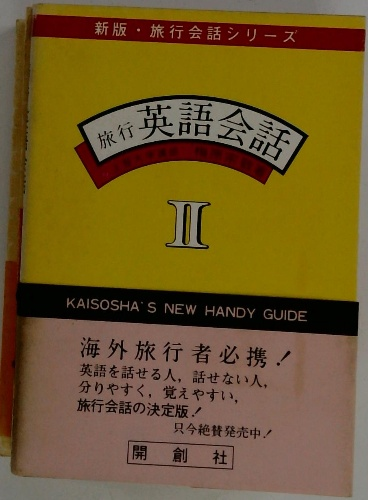 新版・旅行会話シリーズ
旅行 英語会話
II
KAISOSHA'S NEW HANDY GUIDE
海外旅行者必携!
英語を話せる人,話せない人,
分りやすく,覚えやすい,
旅行会話の決定版!
只今絶賛発売中!
開創社